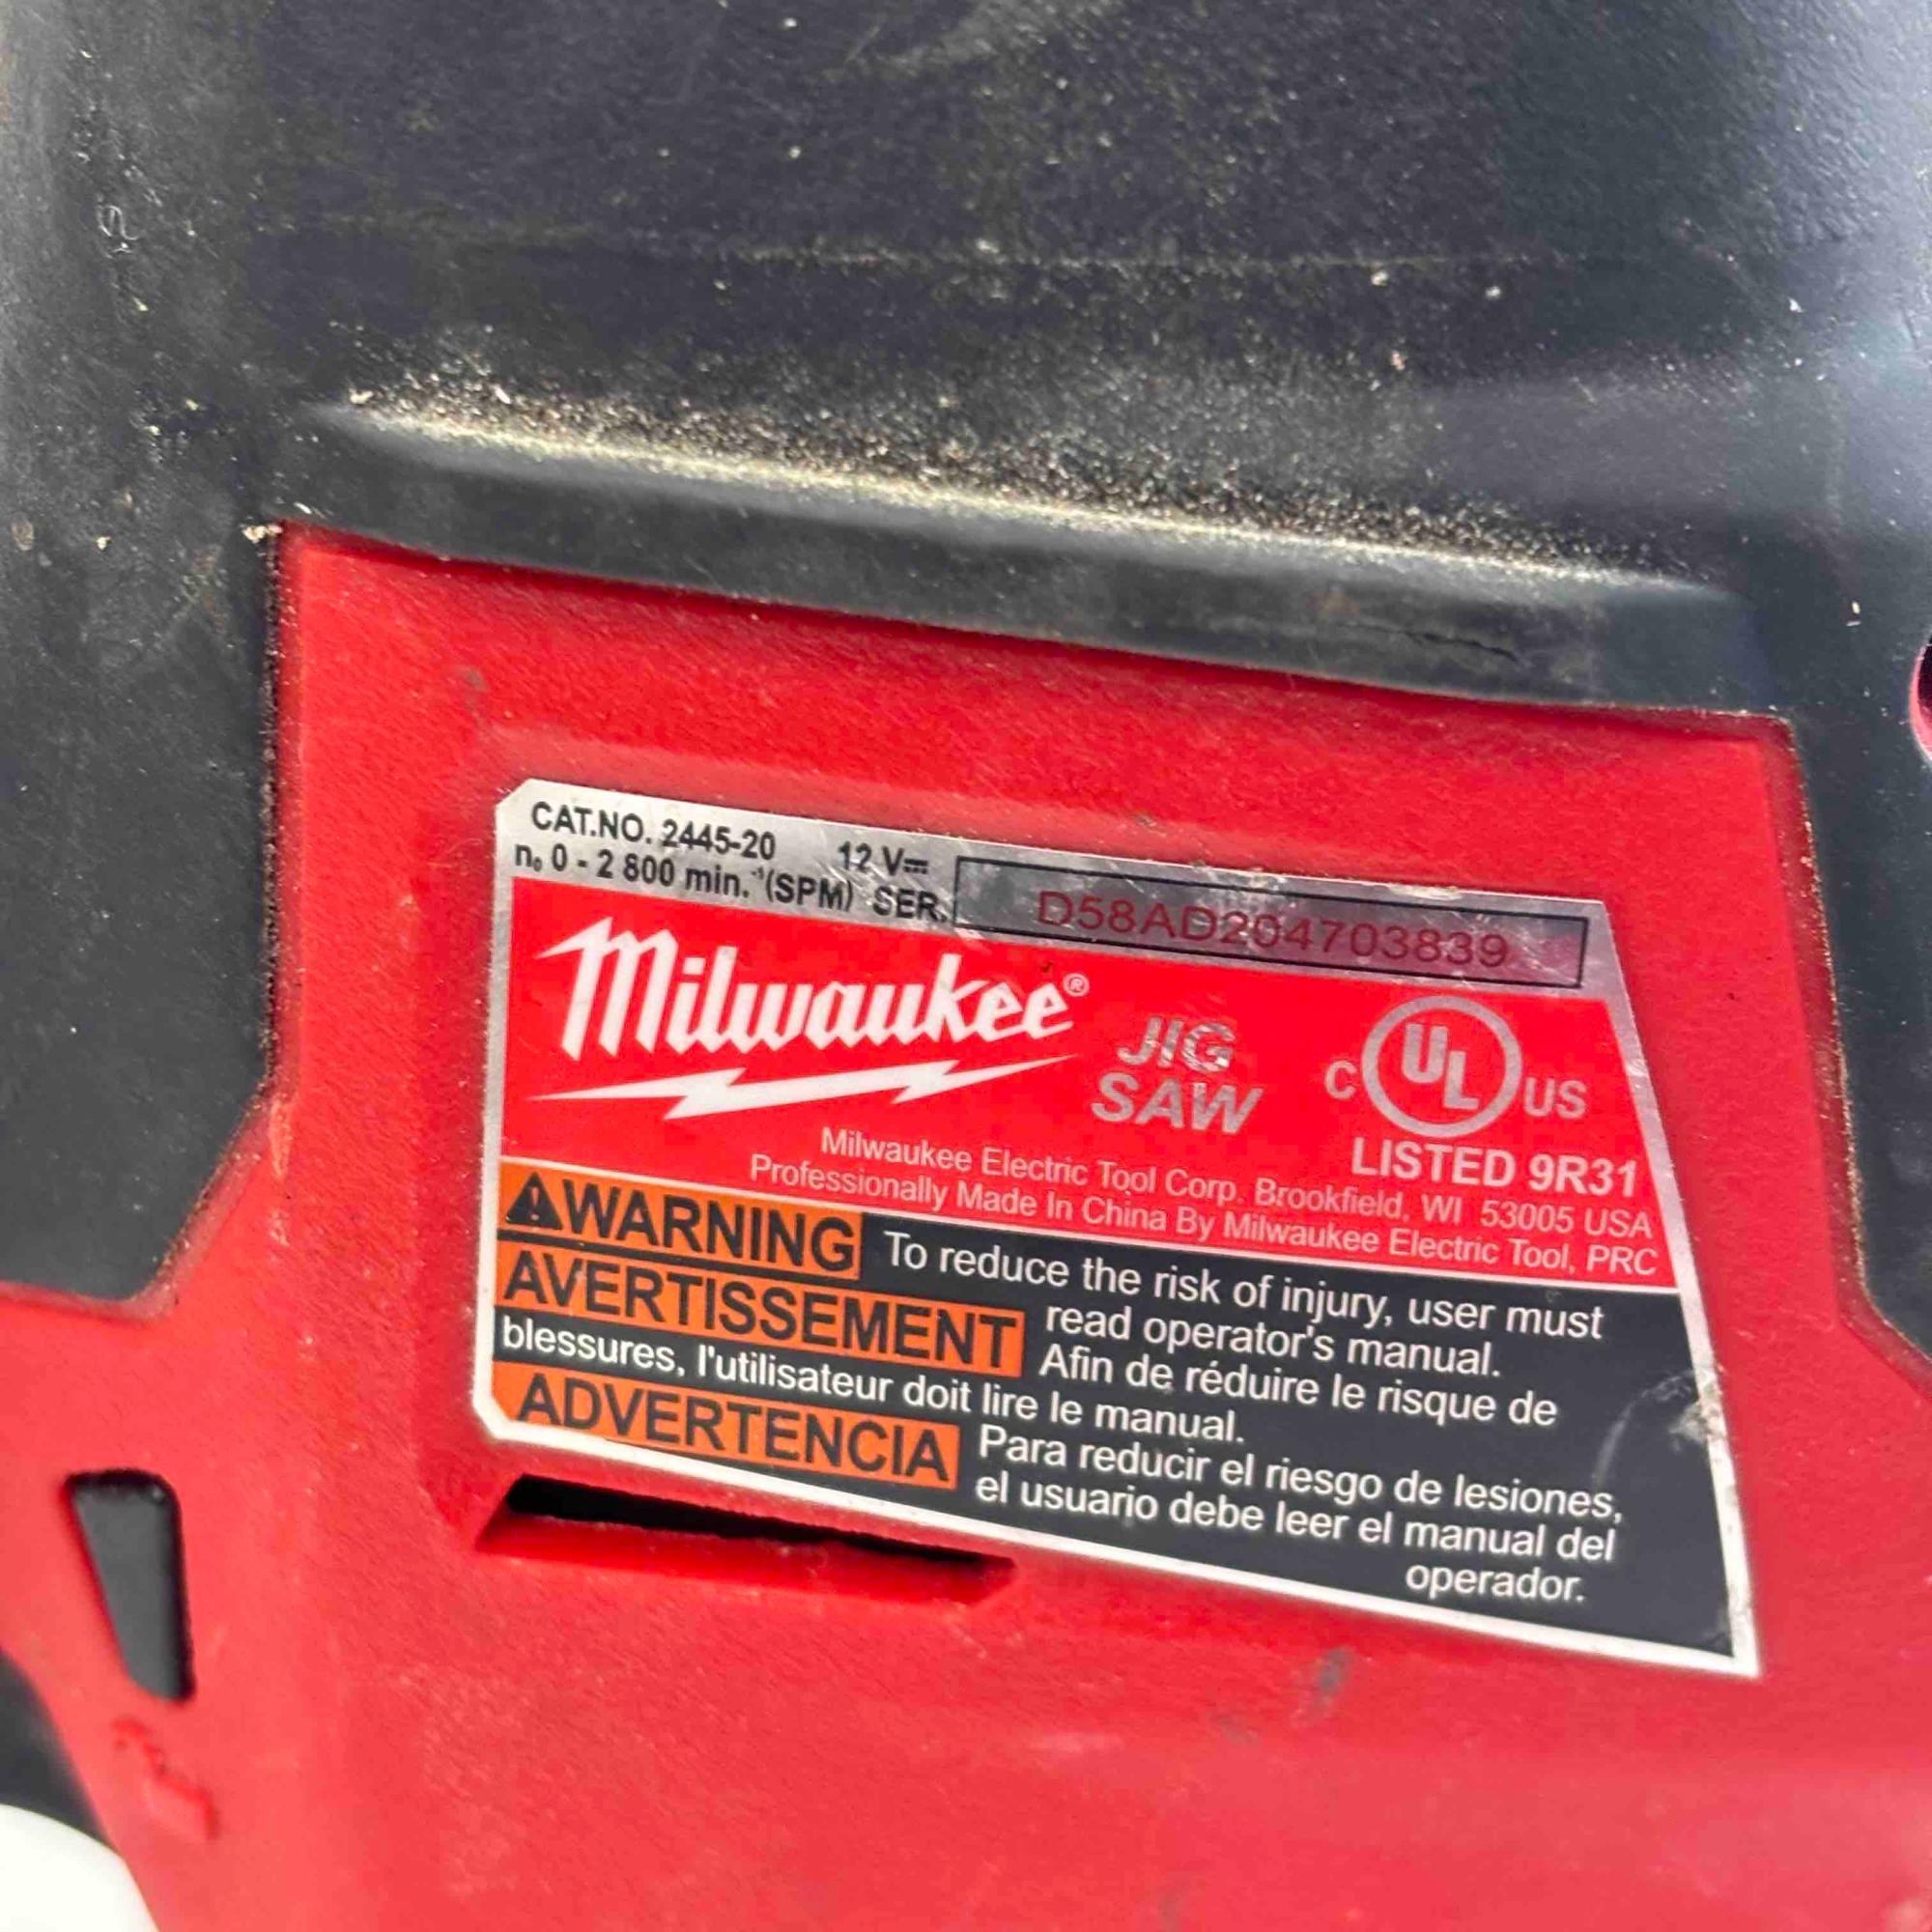 CAT.NO. 2445-20 12 V⎓
n₀ 0 - 2 800 min.⁻¹(SPM) SER. D58AD204703839
Milwaukee®
JIG
SAW
C UL US
LISTED 9R31
Milwaukee Electric Tool Corp. Brookfield, WI 53005 USA
Professionally Made In China By Milwaukee Electric Tool, PRC
WARNING To reduce the risk of injury, user must
read operator's manual.
AVERTISSEMENT Afin de réduire le risque de
blessures, l'utilisateur doit lire le manual.
ADVERTENCIA Para reducir el riesgo de lesiones,
el usuario debe leer el manual del
operador.